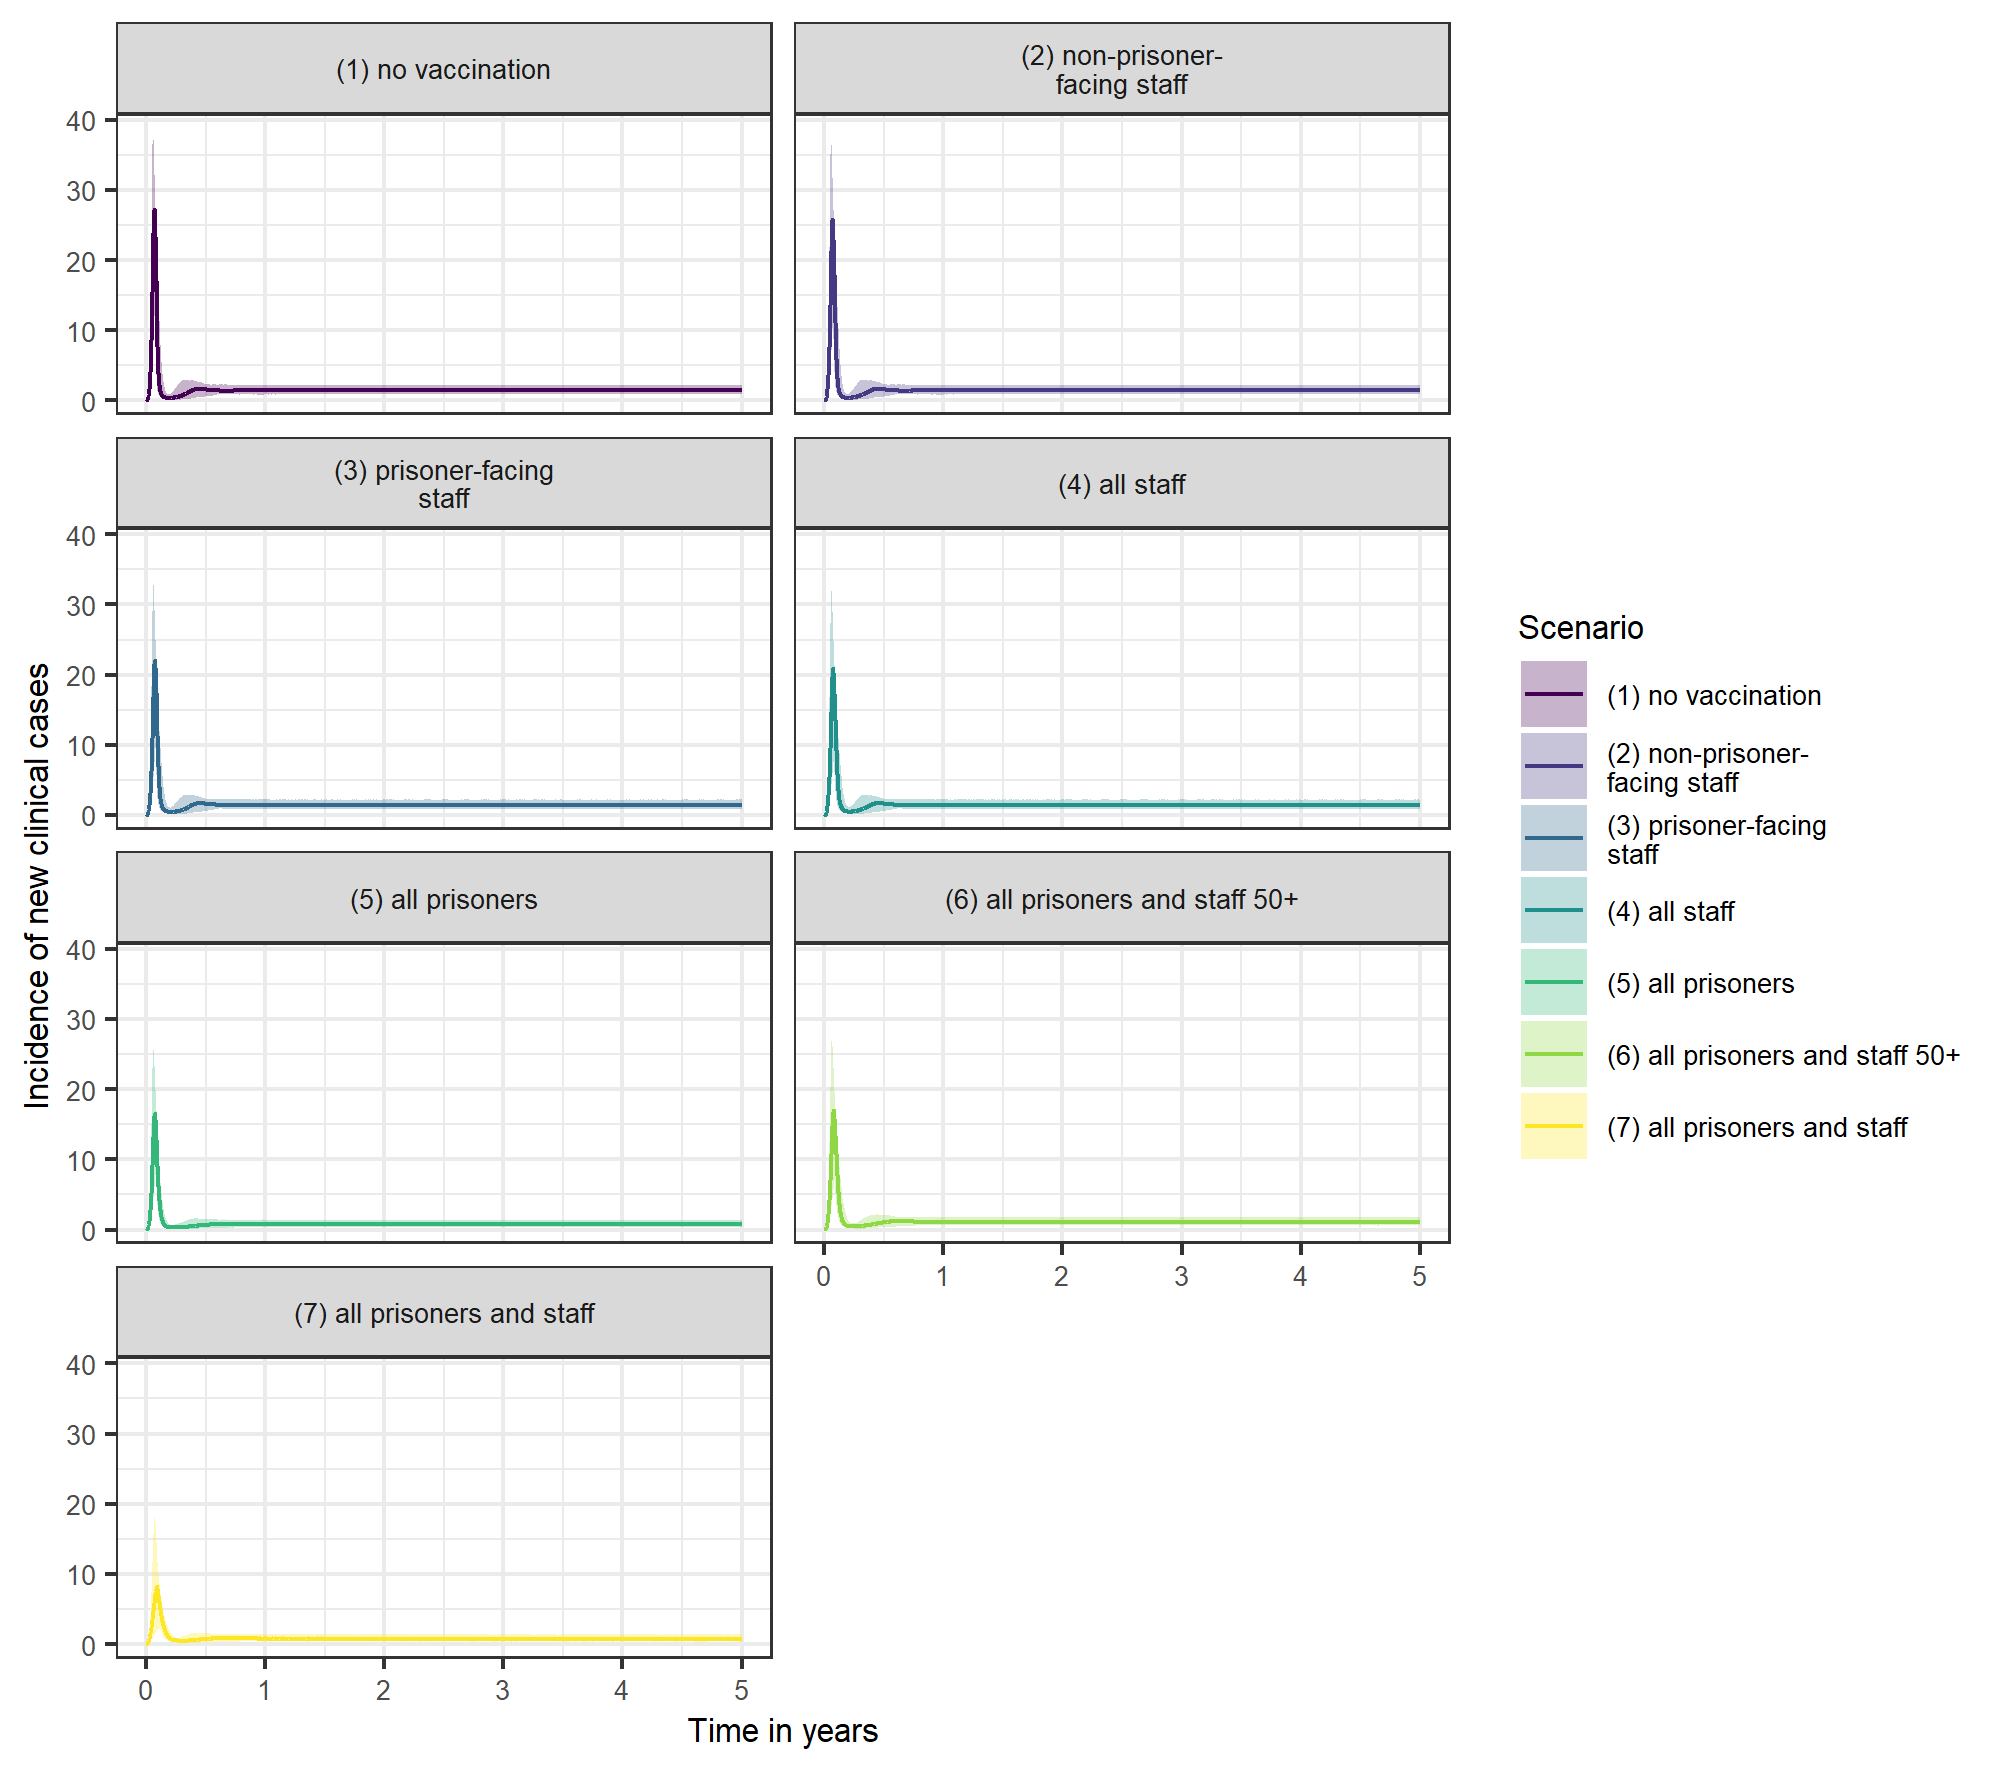 (1) no vaccination
(2) non-prisoner-
facing staff
40
30
20
10
0
(3) prisoner-facing
staff
(4) all staff
40
30
20
10
0
(5) all prisoners
(6) all prisoners and staff 50+
40
30
20
10
0
0 1 2 3 4 5
(7) all prisoners and staff
40
30
20
10
0
0 1 2 3 4 5
Time in years
Incidence of new clinical cases
Scenario
(1) no vaccination
(2) non-prisoner-
facing staff
(3) prisoner-facing
staff
(4) all staff
(5) all prisoners
(6) all prisoners and staff 50+
(7) all prisoners and staff